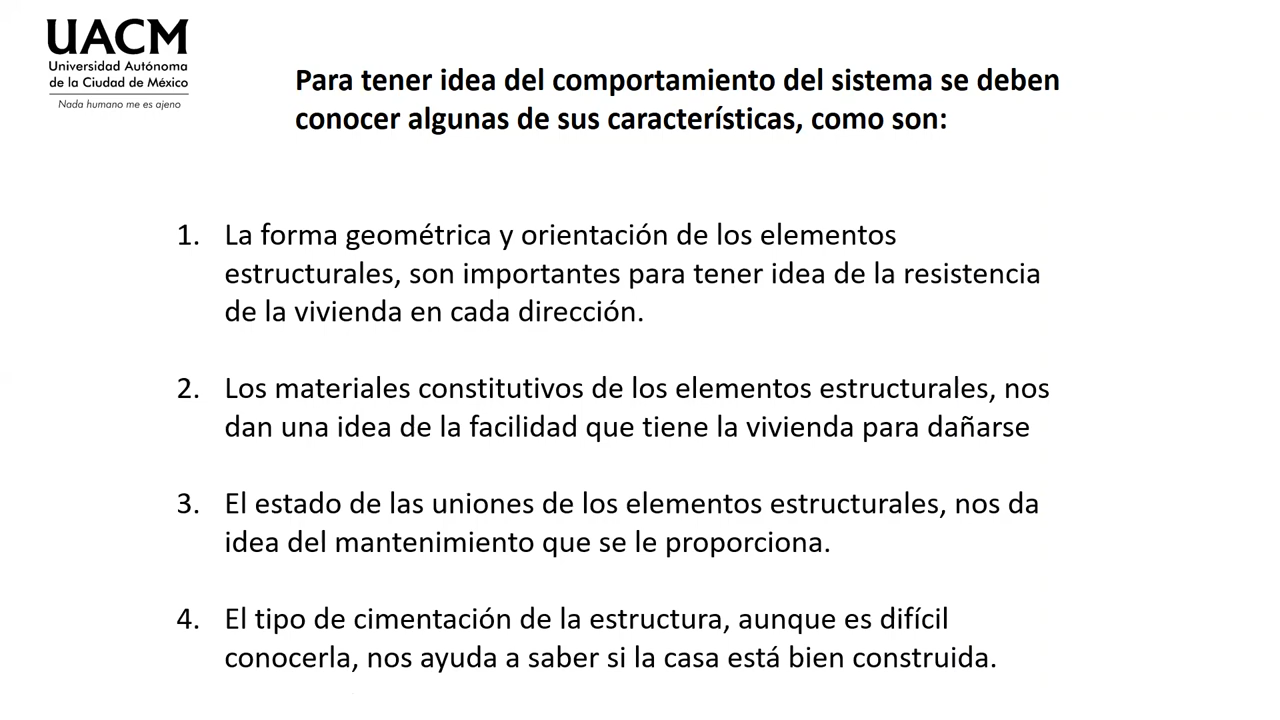 UACM
Universidad Autónoma
de la Ciudad de México
Nada humano me es ajeno
Para tener idea del comportamiento del sistema se deben
conocer algunas de sus características, como son:
1. La forma geométrica y orientación de los elementos
estructurales, son importantes para tener idea de la resistencia
de la vivienda en cada dirección.
2. Los materiales constitutivos de los elementos estructurales, nos
dan una idea de la facilidad que tiene la vivienda para dañarse
3. El estado de las uniones de los elementos estructurales, nos da
idea del mantenimiento que se le proporciona.
4. El tipo de cimentación de la estructura, aunque es difícil
conocerla, nos ayuda a saber si la casa está bien construida.